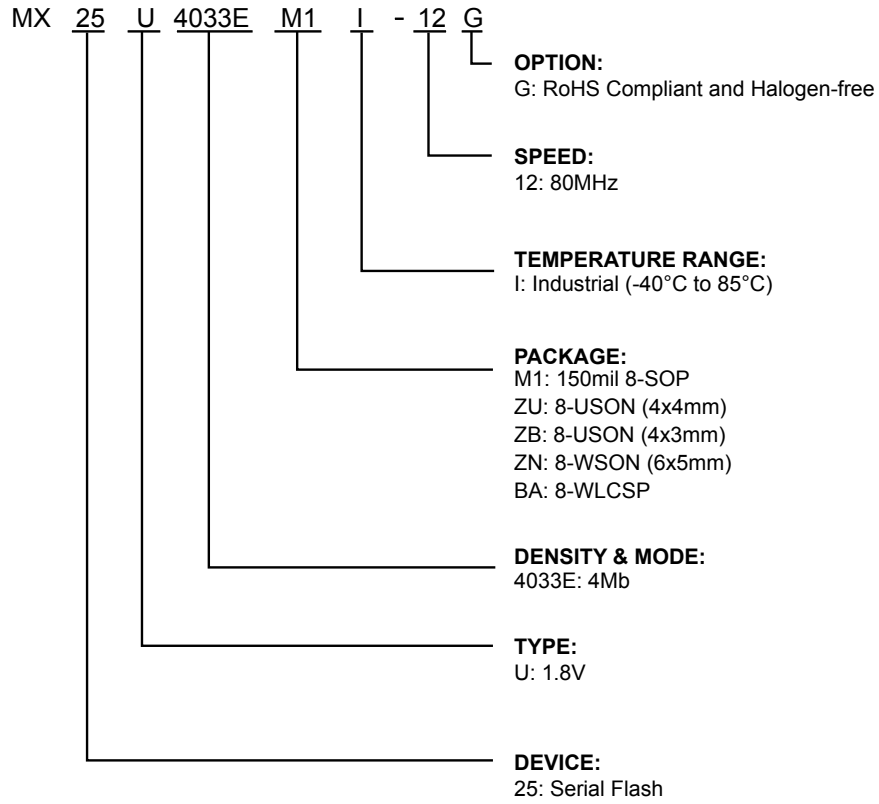 MX 25 U 4033E M1 I - 12 G
OPTION:
G: RoHS Compliant and Halogen-free
SPEED:
12: 80MHz
TEMPERATURE RANGE:
I: Industrial (-40°C to 85°C)
PACKAGE:
M1: 150mil 8-SOP
ZU: 8-USON (4x4mm)
ZB: 8-USON (4x3mm)
ZN: 8-WSON (6x5mm)
BA: 8-WLCSP
DENSITY & MODE:
4033E: 4Mb
TYPE:
U: 1.8V
DEVICE:
25: Serial Flash